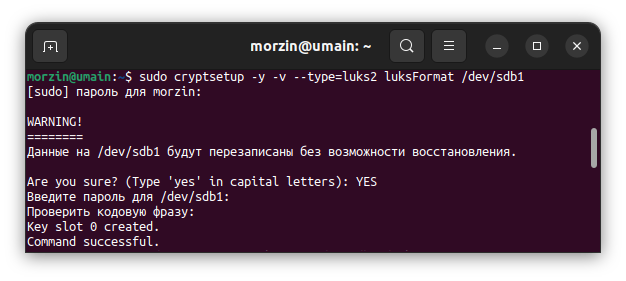 morzin@umain: ~
morzin@umain:~$ sudo cryptsetup -y -v --type=luks2 luksFormat /dev/sdb1
[sudo] пароль для morzin:
WARNING!
========
Данные на /dev/sdb1 будут перезаписаны без возможности восстановления.
Are you sure? (Type 'yes' in capital letters): YES
Введите пароль для /dev/sdb1:
Проверить кодовую фразу:
Key slot 0 created.
Command successful.